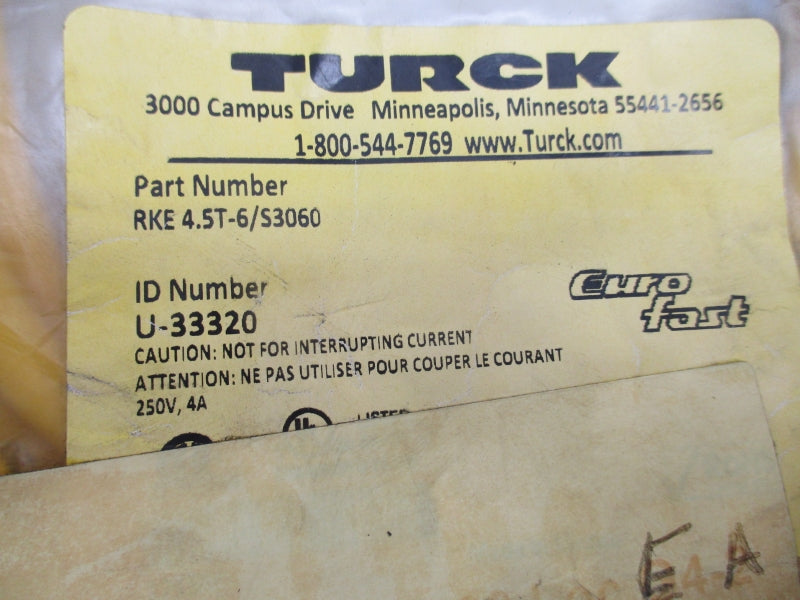 TURCK
3000 Campus Drive Minneapolis, Minnesota 55441-2656
1-800-544-7769 www.Turck.com
Part Number
RKE 4.5T-6/S3060
ID Number
U-33320
Euro fast
CAUTION: NOT FOR INTERRUPTING CURRENT
ATTENTION: NE PAS UTILISER POUR COUPER LE COURANT
250V, 4A
UL LISTED
E A